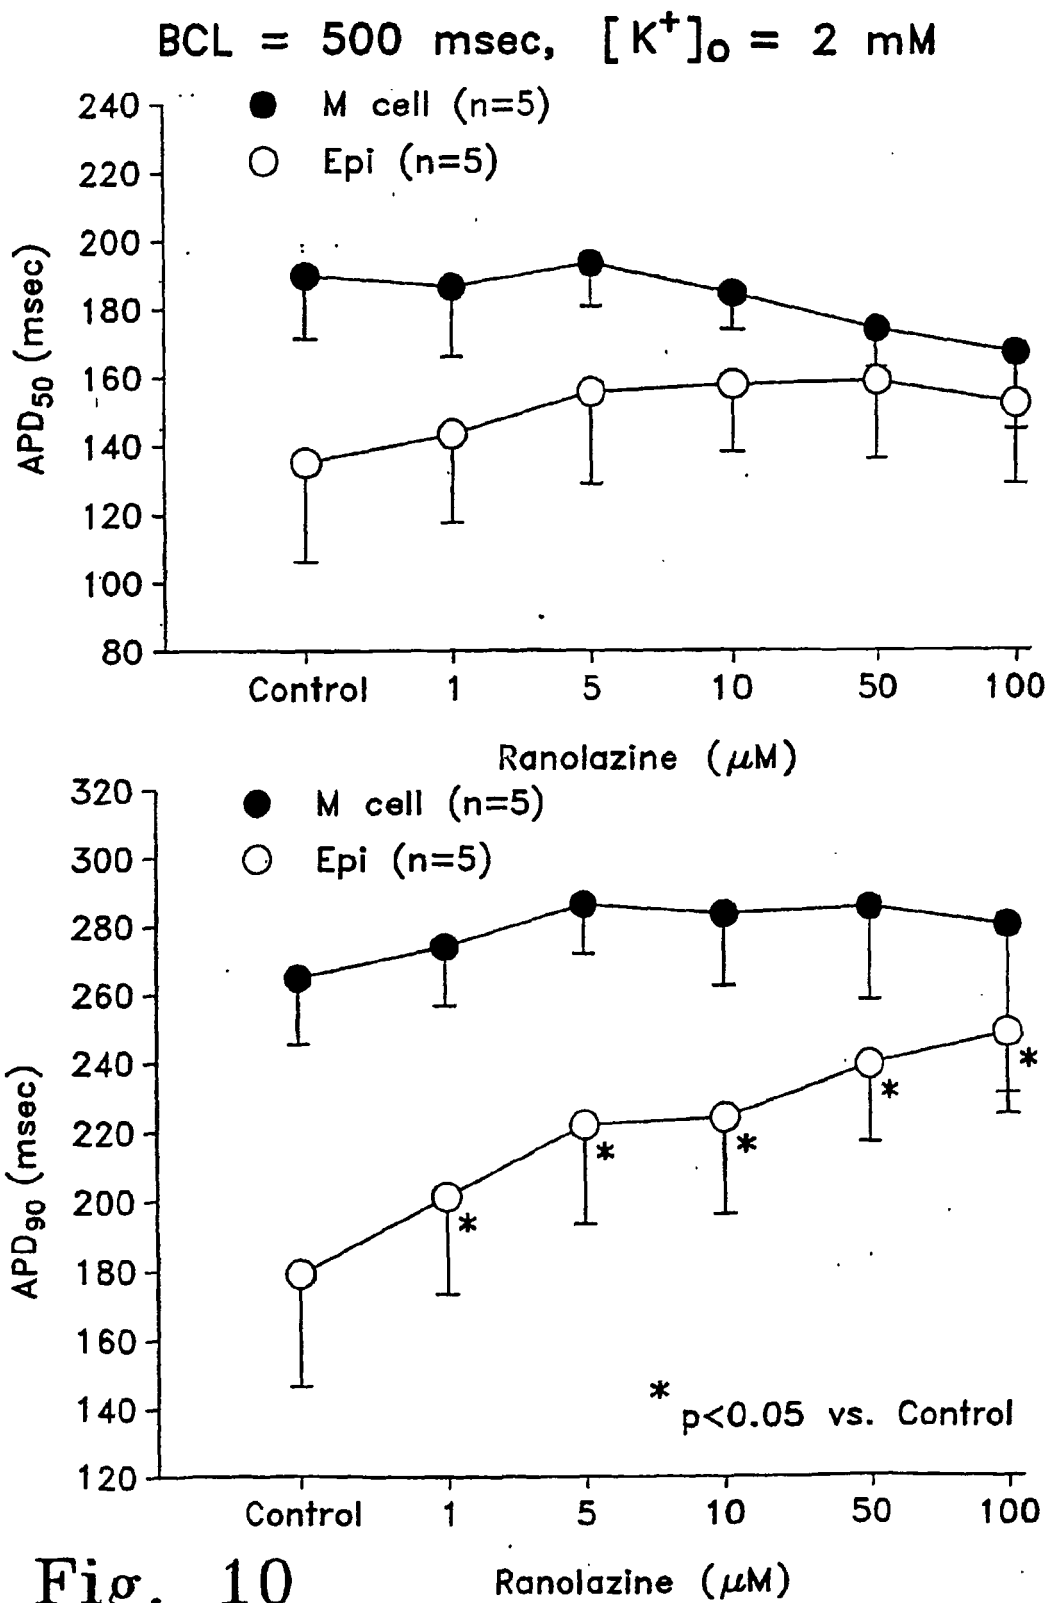 BCL = 500 msec, [K+]o = 2 mM
240
M cell (n=5)
220
Epi (n=5)
200
180
160
140
120
100
80
APD50 (msec)
Control 1 5 10 50 100
Ranolazine (μM)
320
M cell (n=5)
300
Epi (n=5)
280
260
240
*
*
220
*
*
200
*
180
160
140
120
APD90 (msec)
* p<0.05 vs. Control
Control 1 5 10 50 100
Ranolazine (μM)
Fig. 10